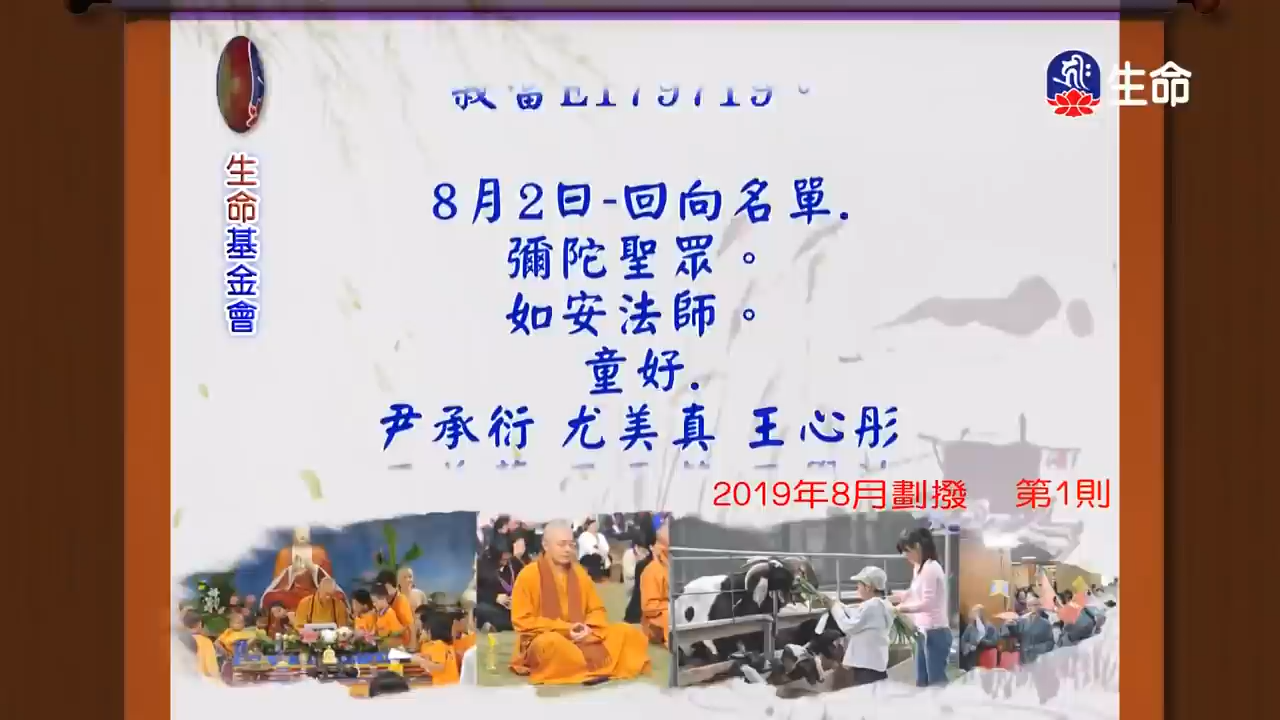 生命
生命基金會
8月2日-回向名單.
彌陀聖眾。
如安法師。
童好.
尹承衍 尤美真 王心彤
2019年8月劃撥 第1則